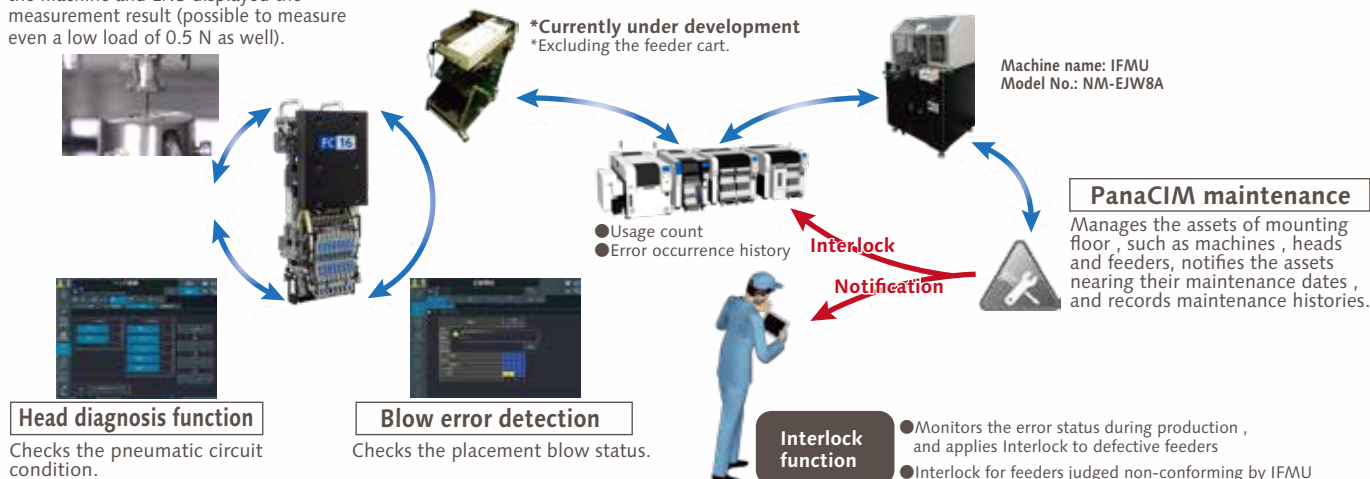 measurement result (possible to measure
even a low load of 0.5 N as well).
*Currently under development
*Excluding the feeder cart.
Machine name: IFMU
Model No.: NM-EJW8A
FC 16
●Usage count
●Error occurrence history
Interlock
Notification
PanaCIM maintenance
Manages the assets of mounting
floor , such as machines , heads
and feeders, notifies the assets
nearing their maintenance dates ,
and records maintenance histories.
Head diagnosis function
Checks the pneumatic circuit
condition.
Blow error detection
Checks the placement blow status.
Interlock
function
●Monitors the error status during production ,
and applies Interlock to defective feeders
●Interlock for feeders judged non-conforming by IFMU